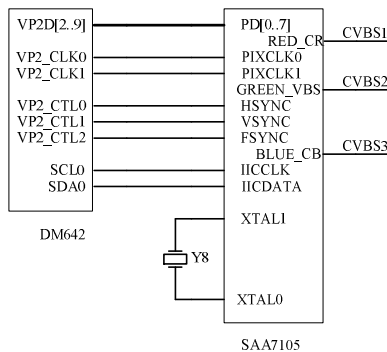 VP2D[2..9] PD[0..7]
RED_CR CVBS1
VP2_CLK0 PIXCLK0
VP2_CLK1 PIXCLK1
GREEN_VBS CVBS2
VP2_CTL0 HSYNC
VP2_CTL1 VSYNC
VP2_CTL2 FSYNC
BLUE_CB CVBS3
SCL0 IICCLK
SDA0 IICDATA
XTAL1
DM642
Y8
XTAL0
SAA7105